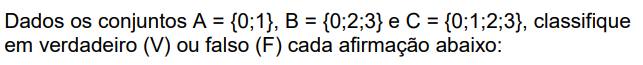 Dados os conjuntos A = {0;1}, B = {0;2;3} e C = {0;1;2;3}, classifique
em verdadeiro (V) ou falso (F) cada afirmação abaixo: